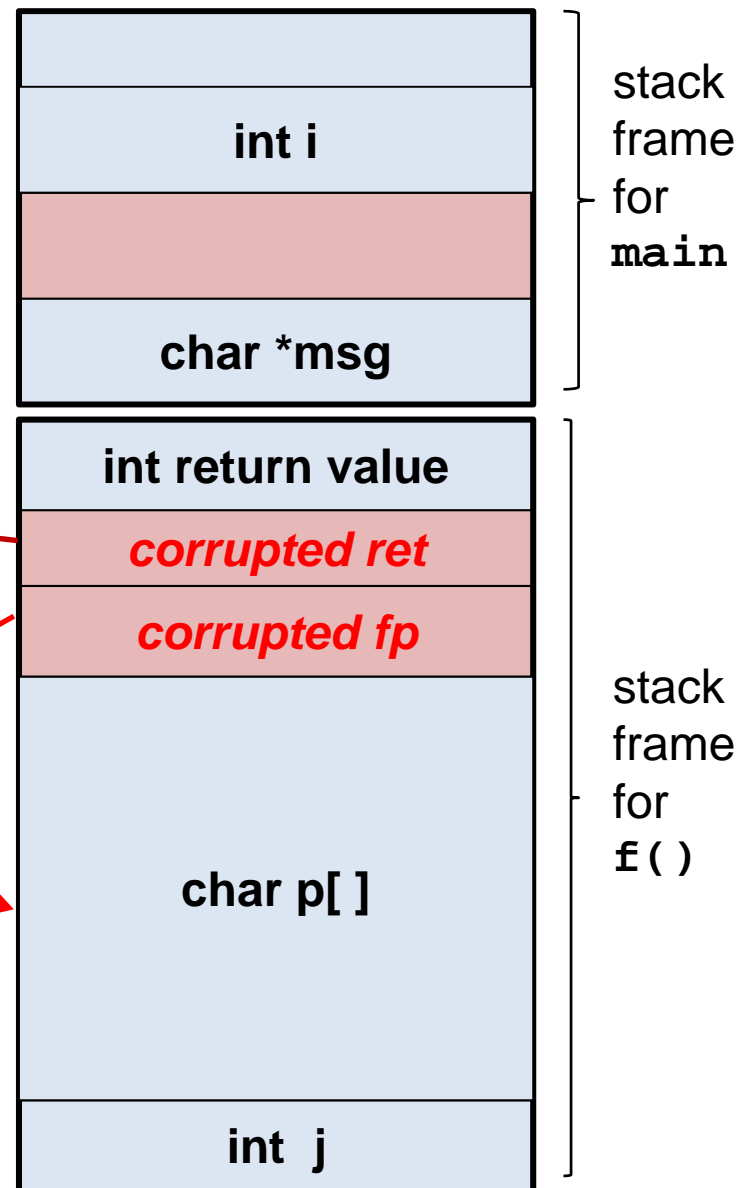 stack
frame
for
main
int i
char *msg
int return value
corrupted ret
corrupted fp
stack
frame
for
f()
char p[ ]
int j